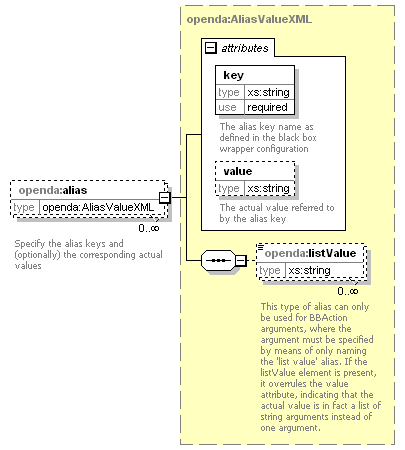 openda:AliasValueXML
attributes
key
type xs:string
use required
The alias key name as
defined in the black box
wrapper configuration
value
type xs:string
The actual value referred to
by the alias key
openda:alias
type openda:AliasValueXML
0..∞
Specify the alias keys and
(optionally) the corresponding actual
values
openda:listValue
type xs:string
0..∞
This type of alias can only
be used for BBAction
arguments, where the
argument must be specified
by means of only naming
the 'list value' alias. If the
listValue element is present,
it overrules the value
attribute, indicating that the
actual value is in fact a list of
string arguments instead of
one argument.